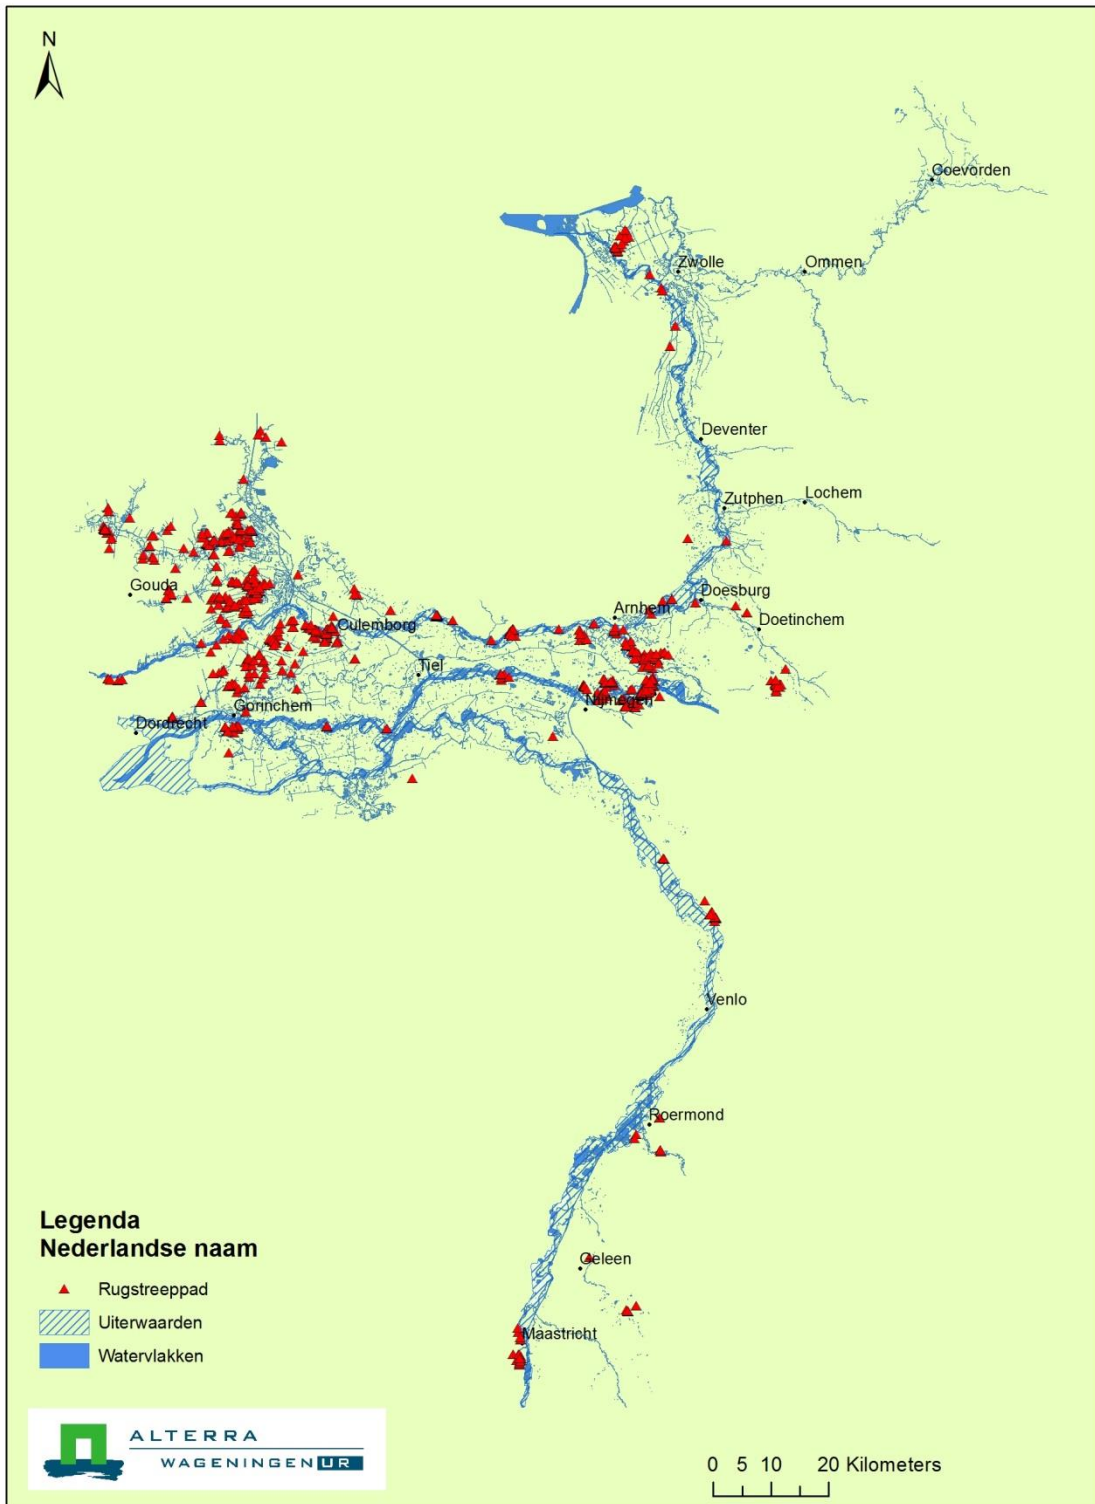 N
Coevorden
Zwolle
Ommen
Deventer
Zutphen
Lochem
Gouda
Doesburg
Arnhem
Culemborg
Doetinchem
Tiel
Nijmegen
Gorinchem
Dordrecht
Venlo
Roermond
Geleen
Maastricht
Legenda
Nederlandse naam
Rugstreeppad
Uiterwaarden
Watervlakken
ALTERRA
WAGENINGEN UR
0 5 10 20 Kilometers